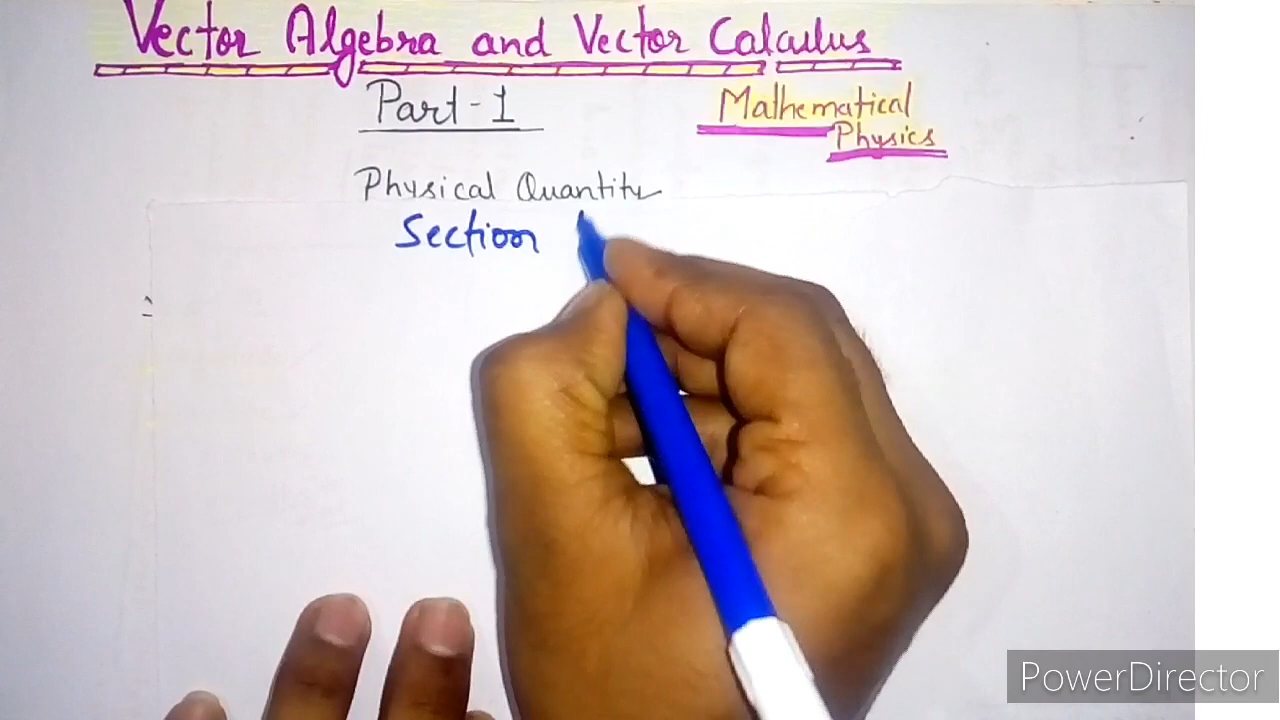 Vector Algebra and Vector Calculus
Part-1
Mathematical
Physics
Physical Quantity
Section
PowerDirector